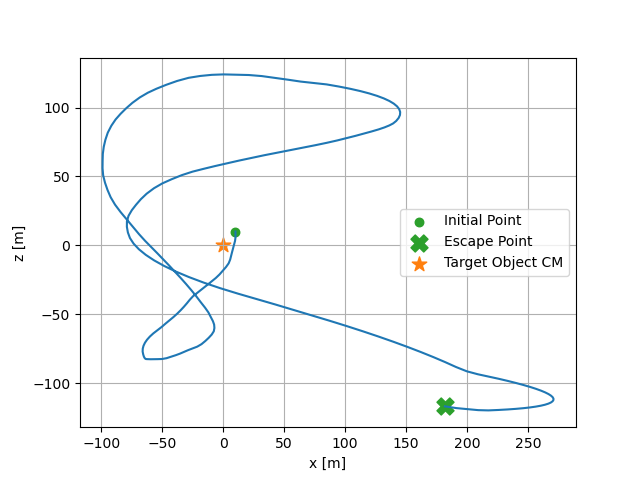 100
50
0
−50
−100
z [m]
Initial Point
Escape Point
Target Object CM
−100 −50 0 50 100 150 200 250
x [m]